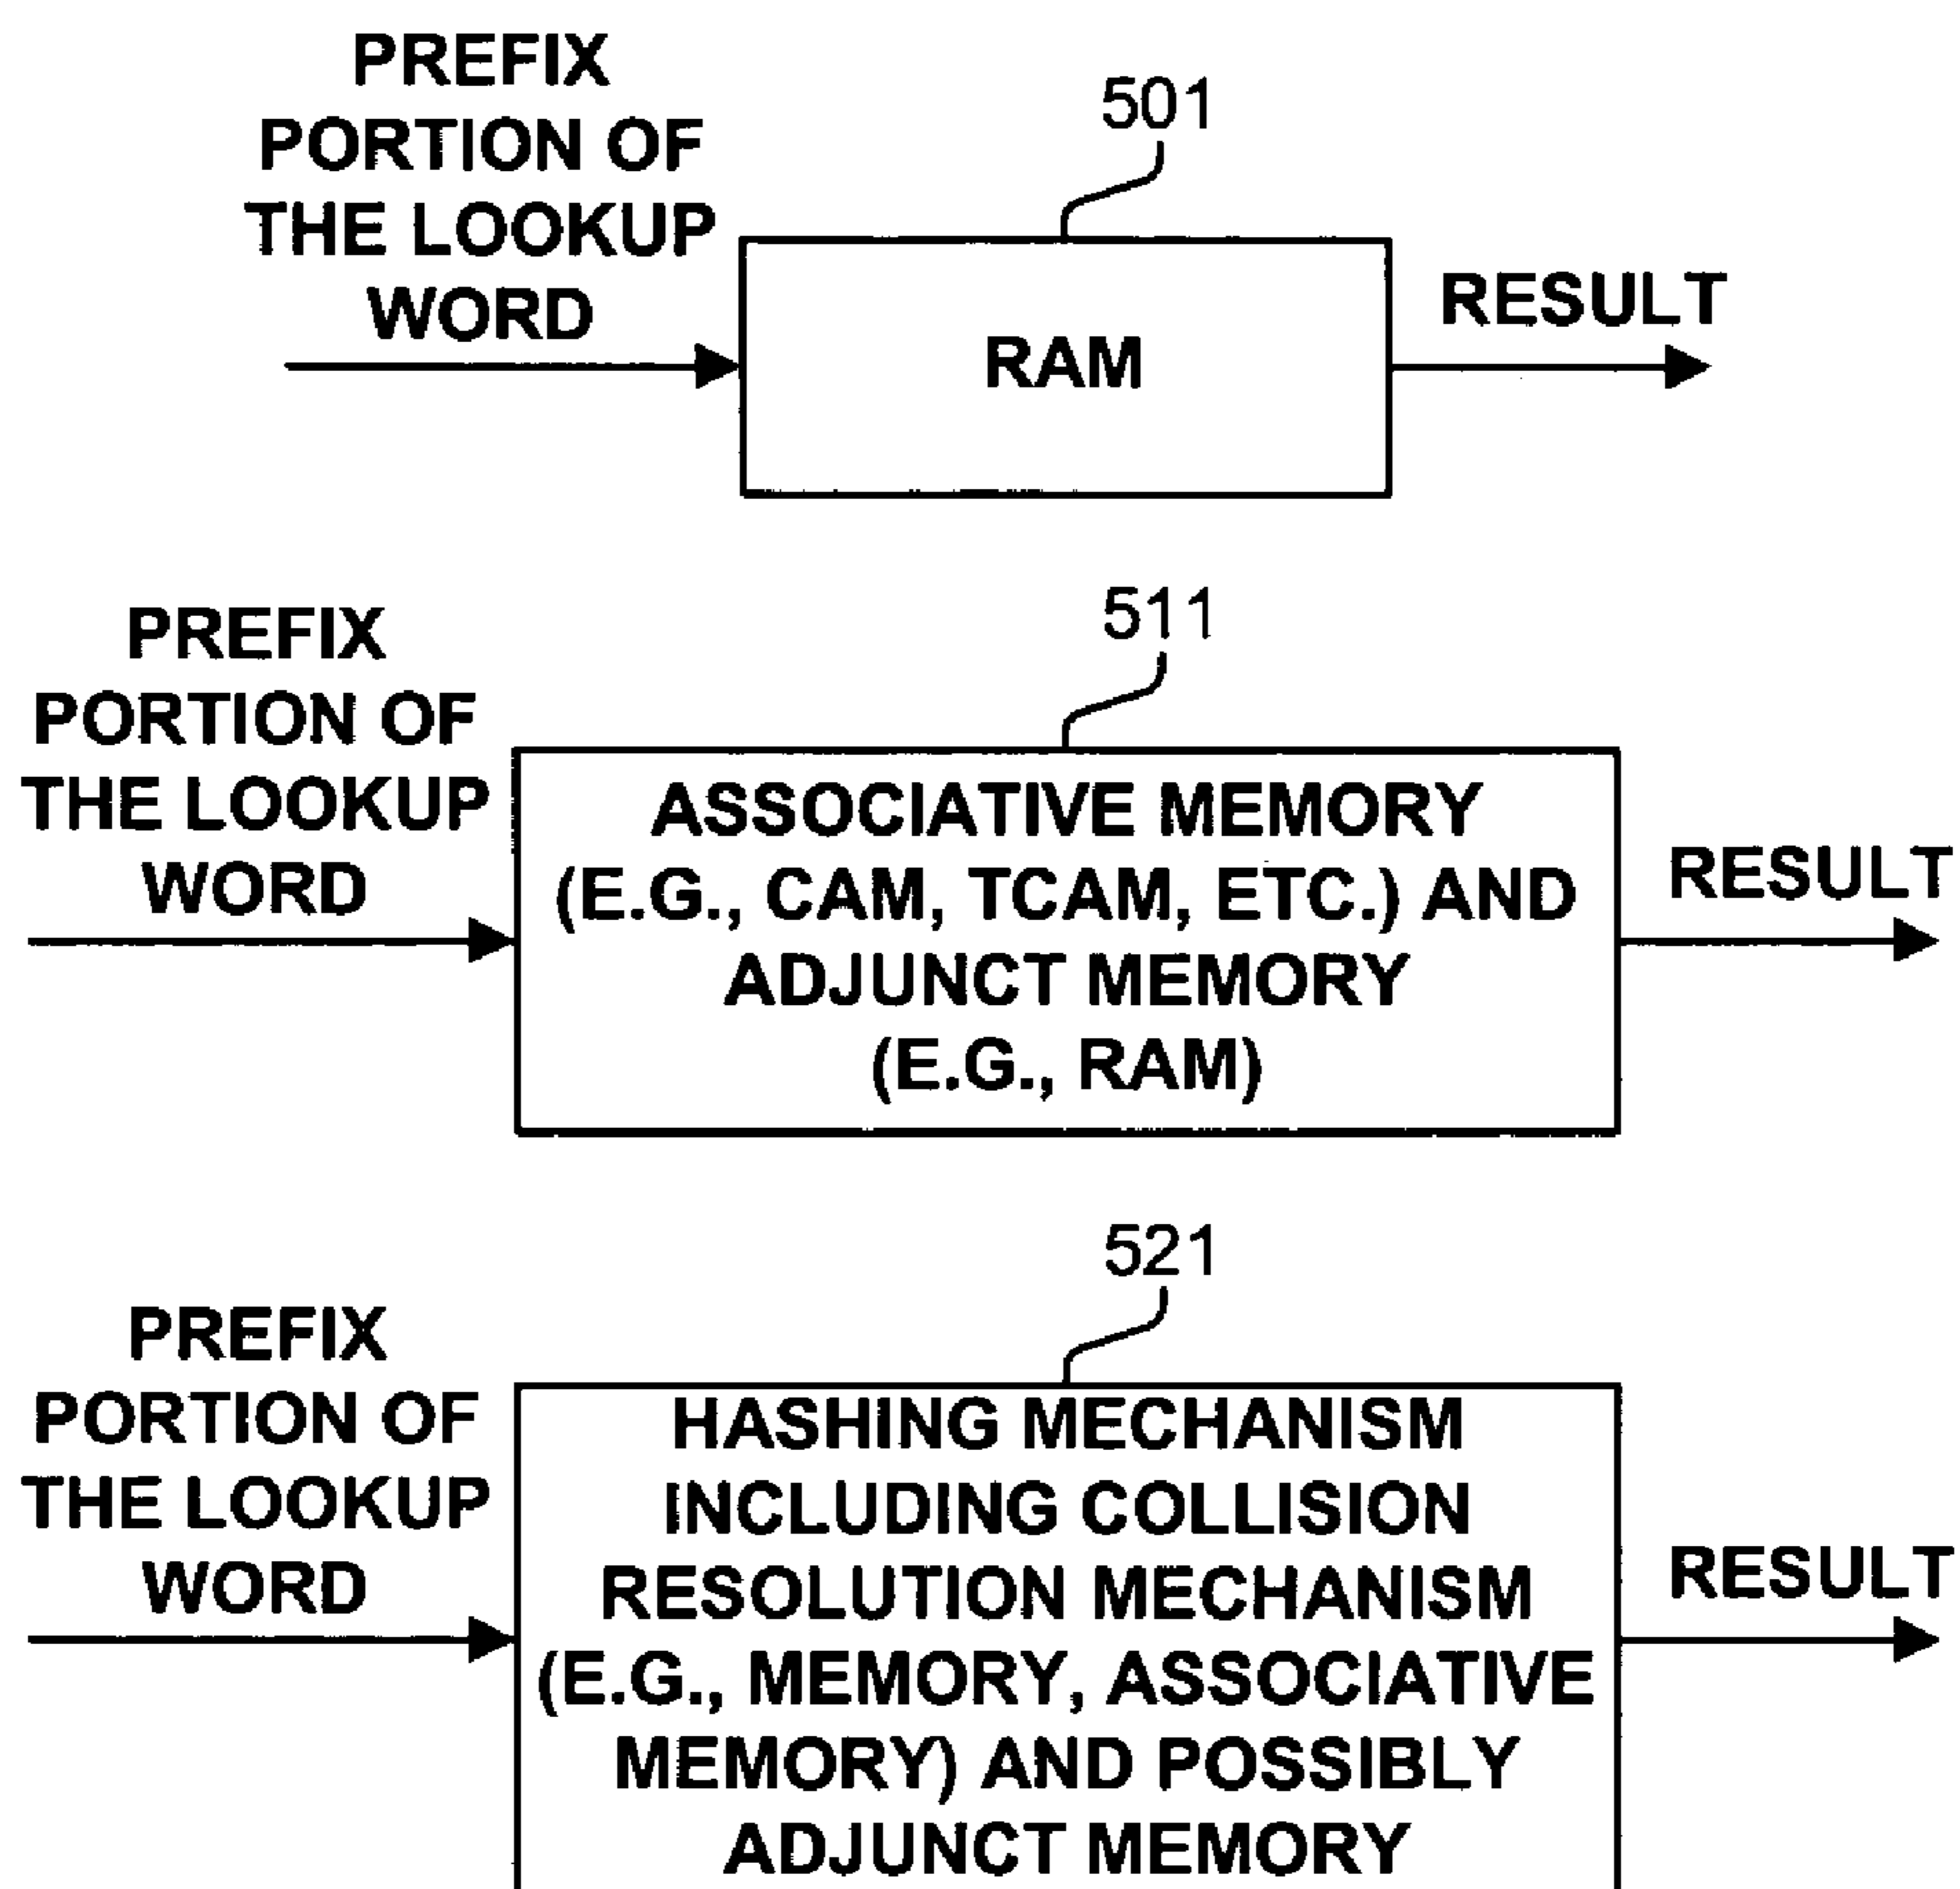 PREFIX
PORTION OF
THE LOOKUP
WORD
501
RAM
RESULT
PREFIX
PORTION OF
THE LOOKUP
WORD
511
ASSOCIATIVE MEMORY
(E.G., CAM, TCAM, ETC.) AND
ADJUNCT MEMORY
(E.G., RAM)
RESULT
PREFIX
PORTION OF
THE LOOKUP
WORD
521
HASHING MECHANISM
INCLUDING COLLISION
RESOLUTION MECHANISM
(E.G., MEMORY, ASSOCIATIVE
MEMORY) AND POSSIBLY
ADJUNCT MEMORY
RESULT